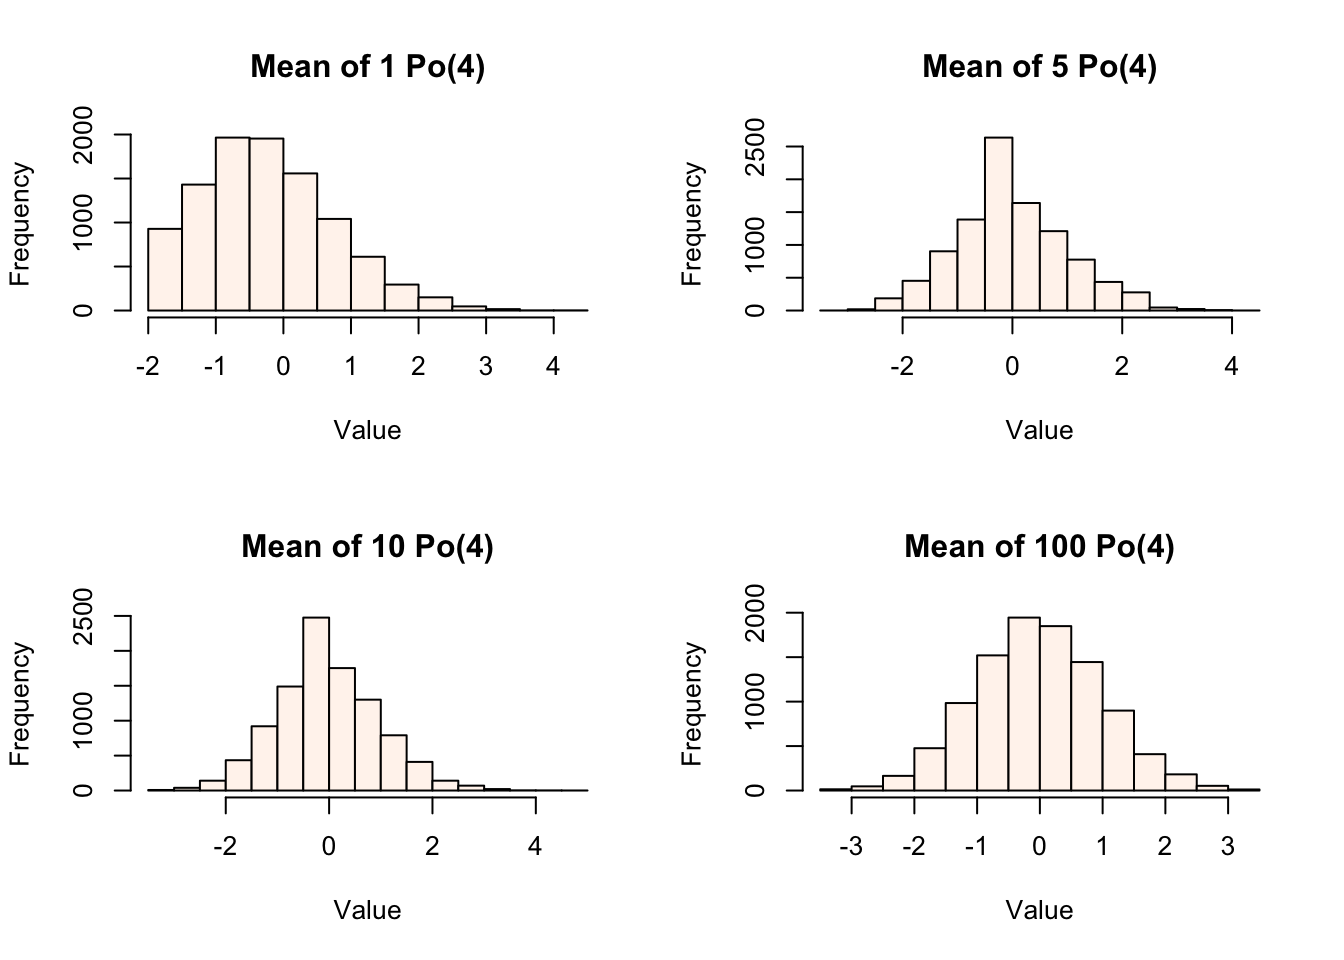 Mean of 1 Po(4)
Frequency
0 1000 2000
-2 -1 0 1 2 3 4
Value
Mean of 5 Po(4)
Frequency
0 1000 2500
-2 0 2 4
Value
Mean of 10 Po(4)
Frequency
0 1000 2500
-2 0 2 4
Value
Mean of 100 Po(4)
Frequency
0 1000 2000
-3 -2 -1 0 1 2 3
Value